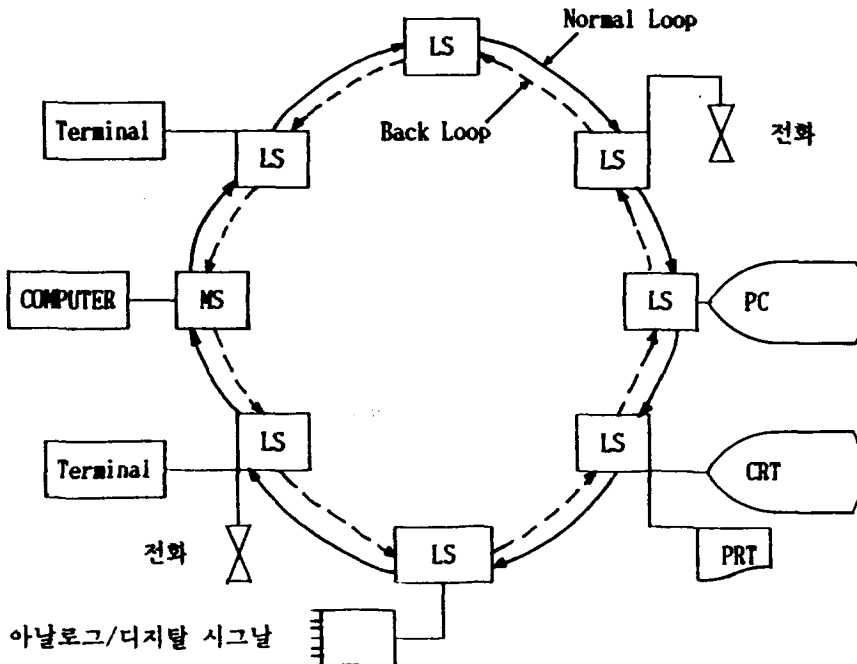 Normal Loop
LS
Back Loop
Terminal
LS
LS
전화
COMPUTER
MS
LS
PC
Terminal
LS
LS
CRT
전화
LS
PRT
아날로그/디지탈 시그날